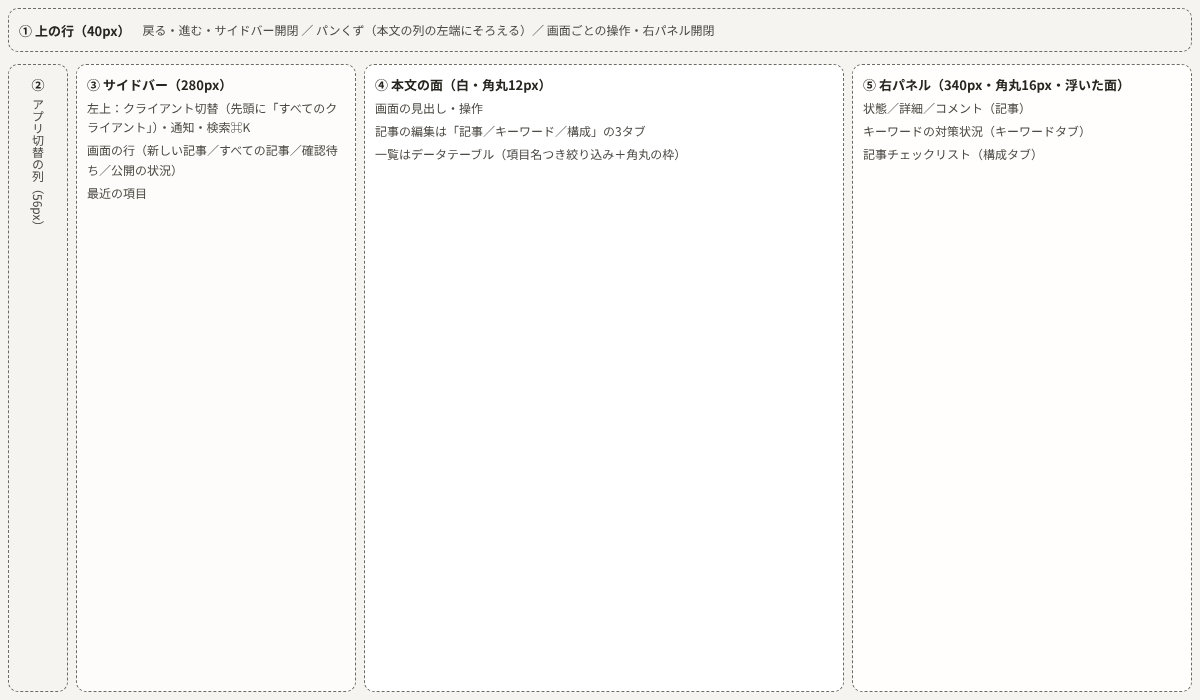 ① 上の行（40px） 戻る・進む・サイドバー開閉 ／ パンくず（本文の列の左端にそろえる）／ 画面ごとの操作・右パネル開閉
② アプリ切替の列（56px）
③ サイドバー（280px）
左上：クライアント切替（先頭に「すべてのク
ライアント」）・通知・検索⌘K
画面の行（新しい記事／すべての記事／確認待
ち／公開の状況）
最近の項目
④ 本文の面（白・角丸12px）
画面の見出し・操作
記事の編集は「記事／キーワード／構成」の3タブ
一覧はデータテーブル（項目名つき絞り込み＋角丸の枠）
⑤ 右パネル（340px・角丸16px・浮いた面）
状態／詳細／コメント（記事）
キーワードの対策状況（キーワードタブ）
記事チェックリスト（構成タブ）